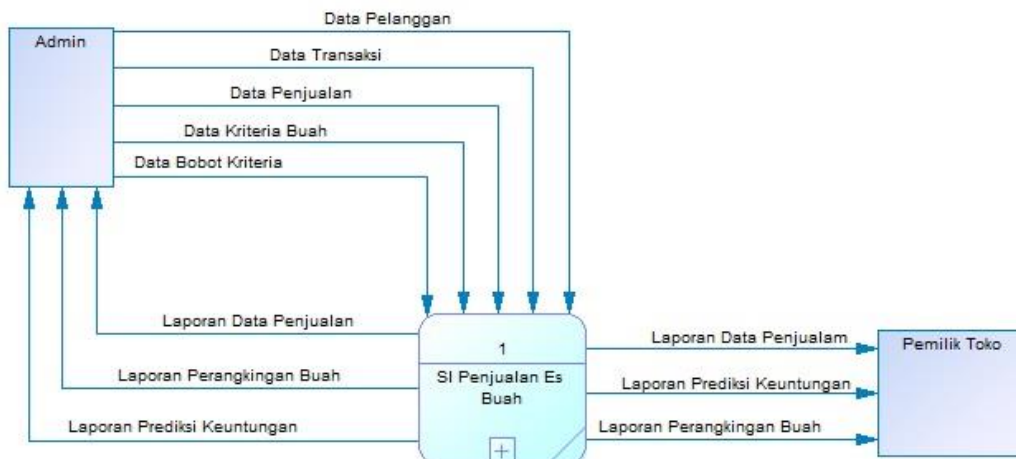 Data Pelanggan
Admin
Data Transaksi
Data Penjualan
Data Kriteria Buah
Data Bobot Kriteria
Laporan Data Penjualan
Laporan Perangkingan Buah
Laporan Prediksi Keuntungan
1
SI Penjualan Es
Buah
Laporan Data Penjualam
Laporan Prediksi Keuntungan
Laporan Perangkingan Buah
Pemilik Toko